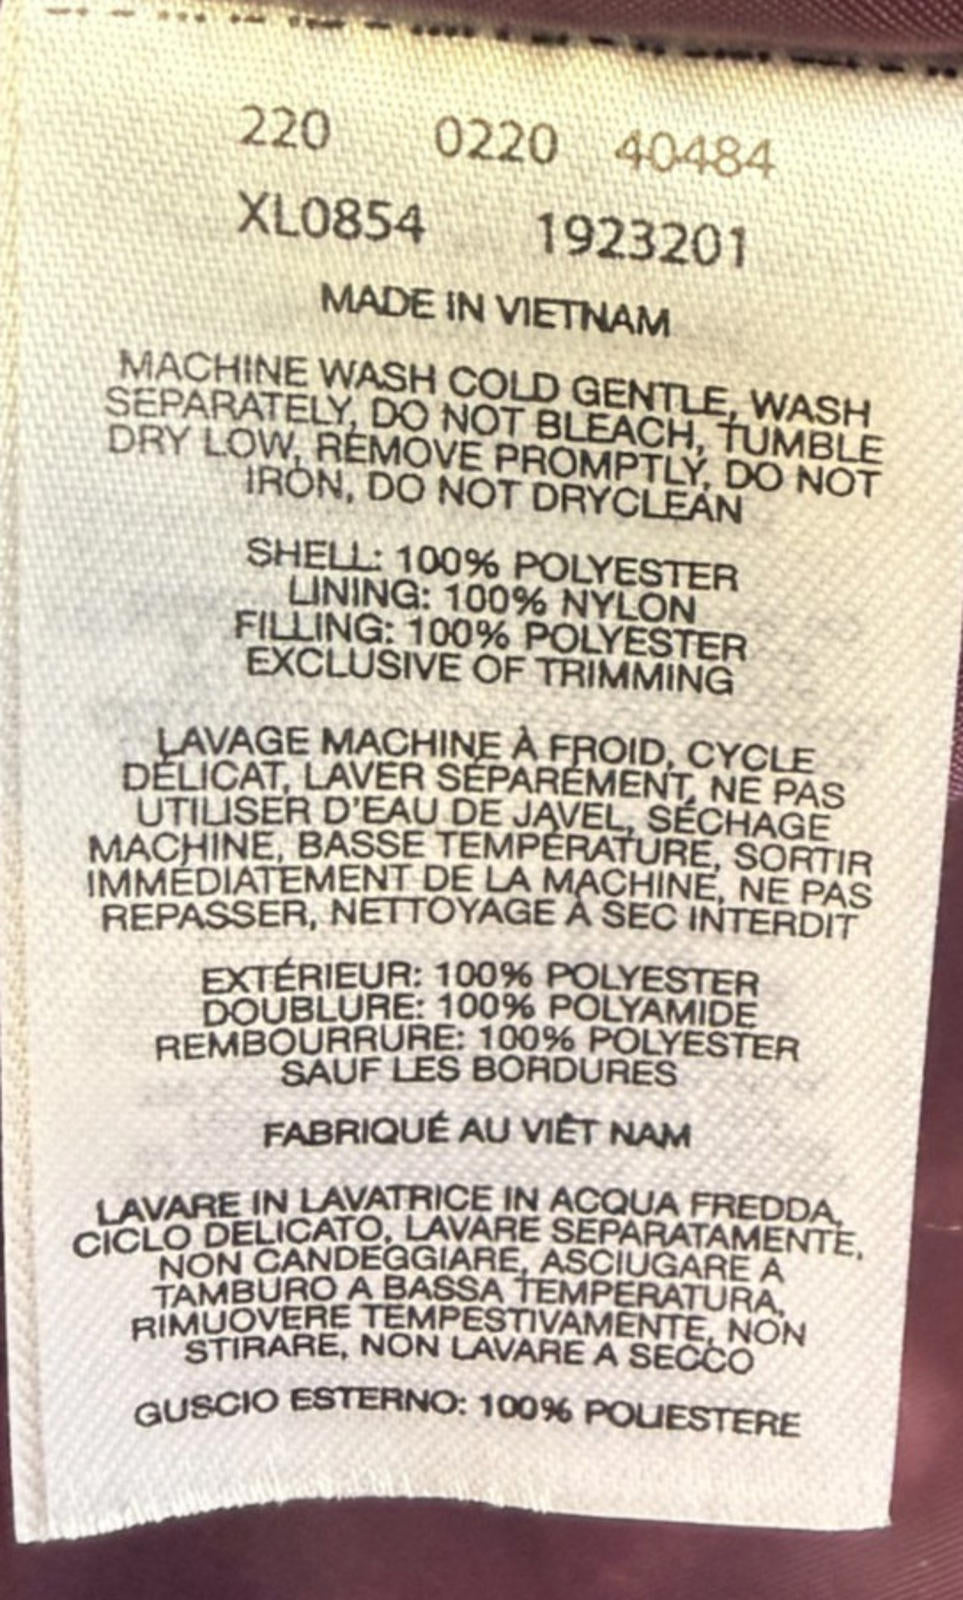 220 0220 40484
XL0854 1923201
MADE IN VIETNAM
MACHINE WASH COLD GENTLE, WASH
SEPARATELY, DO NOT BLEACH, TUMBLE
DRY LOW, REMOVE PROMPTLY, DO NOT
IRON, DO NOT DRYCLEAN
SHELL: 100% POLYESTER
LINING: 100% NYLON
FILLING: 100% POLYESTER
EXCLUSIVE OF TRIMMING
LAVAGE MACHINE À FROID, CYCLE
DÉLICAT, LAVER SÉPARÉMENT, NE PAS
UTILISER D'EAU DE JAVEL, SÉCHAGE
MACHINE, BASSE TEMPÉRATURE, SORTIR
IMMÉDIATEMENT DE LA MACHINE, NE PAS
REPASSER, NETTOYAGE À SEC INTERDIT
EXTÉRIEUR: 100% POLYESTER
DOUBLURE: 100% POLYAMIDE
REMBOURRURE: 100% POLYESTER
SAUF LES BORDURES
FABRIQUÉ AU VIÊT NAM
LAVARE IN LAVATRICE IN ACQUA FREDDA,
CICLO DELICATO, LAVARE SEPARATAMENTE,
NON CANDEGGIARE, ASCIUGARE A
TAMBURO A BASSA TEMPERATURA,
RIMUOVERE TEMPESTIVAMENTE, NON
STIRARE, NON LAVARE A SECCO
GUSCIO ESTERNO: 100% POLIESTERE